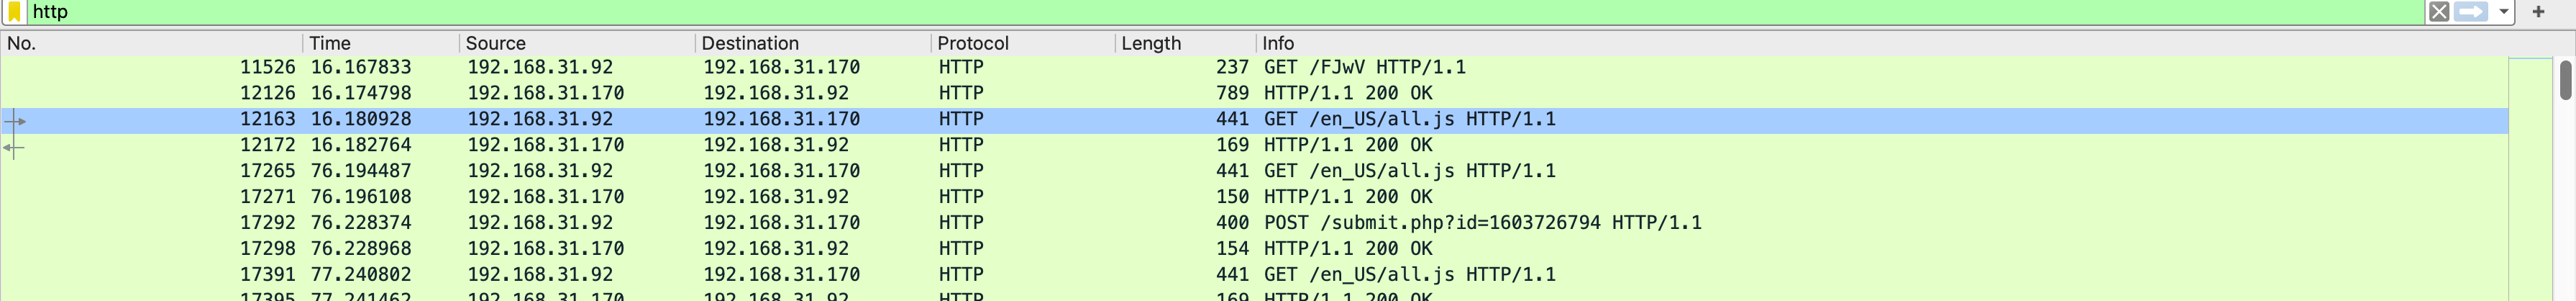 http
No. Time Source Destination Protocol Length Info
11526 16.167833 192.168.31.92 192.168.31.170 HTTP 237 GET /FJwV HTTP/1.1
12126 16.174798 192.168.31.170 192.168.31.92 HTTP 789 HTTP/1.1 200 OK
12163 16.180928 192.168.31.92 192.168.31.170 HTTP 441 GET /en_US/all.js HTTP/1.1
12172 16.182764 192.168.31.170 192.168.31.92 HTTP 169 HTTP/1.1 200 OK
17265 76.194487 192.168.31.92 192.168.31.170 HTTP 441 GET /en_US/all.js HTTP/1.1
17271 76.196108 192.168.31.170 192.168.31.92 HTTP 150 HTTP/1.1 200 OK
17292 76.228374 192.168.31.92 192.168.31.170 HTTP 400 POST /submit.php?id=1603726794 HTTP/1.1
17298 76.228968 192.168.31.170 192.168.31.92 HTTP 154 HTTP/1.1 200 OK
17391 77.240802 192.168.31.92 192.168.31.170 HTTP 441 GET /en_US/all.js HTTP/1.1
17395 77.241462 192.168.31.170 192.168.31.92 HTTP 169 HTTP/1.1 200 OK